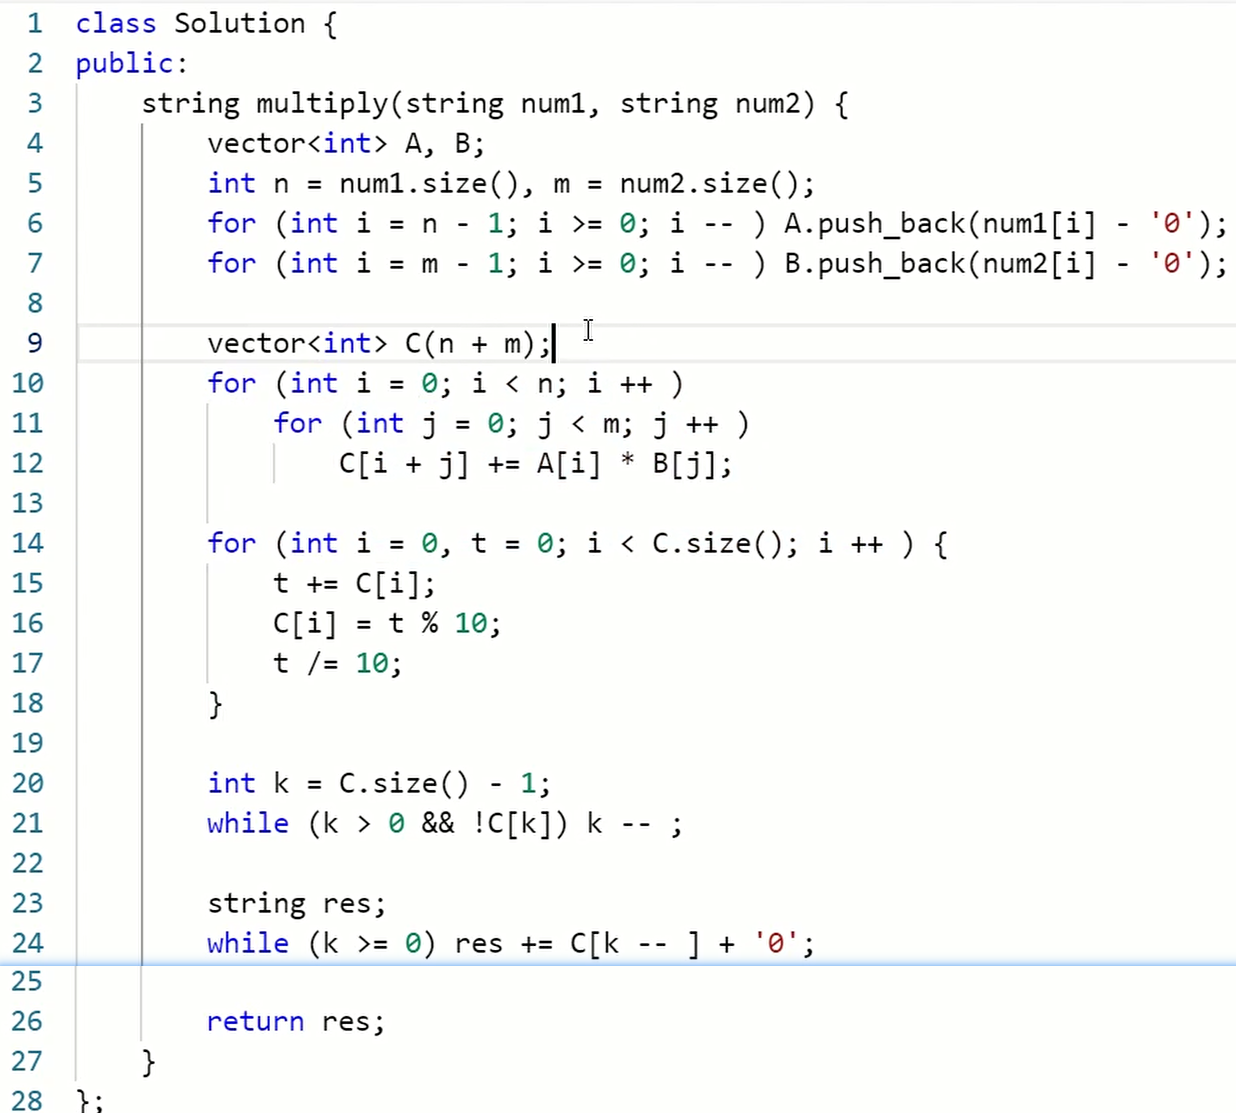 1 class Solution {
2 public:
3     string multiply(string num1, string num2) {
4         vector<int> A, B;
5         int n = num1.size(), m = num2.size();
6         for (int i = n - 1; i >= 0; i -- ) A.push_back(num1[i] - '0');
7         for (int i = m - 1; i >= 0; i -- ) B.push_back(num2[i] - '0');
8
9         vector<int> C(n + m);
10         for (int i = 0; i < n; i ++ )
11             for (int j = 0; j < m; j ++ )
12                 C[i + j] += A[i] * B[j];
13
14         for (int i = 0, t = 0; i < C.size(); i ++ ) {
15             t += C[i];
16             C[i] = t % 10;
17             t /= 10;
18         }
19
20         int k = C.size() - 1;
21         while (k > 0 && !C[k]) k -- ;
22
23         string res;
24         while (k >= 0) res += C[k -- ] + '0';
25
26         return res;
27     }
28 };